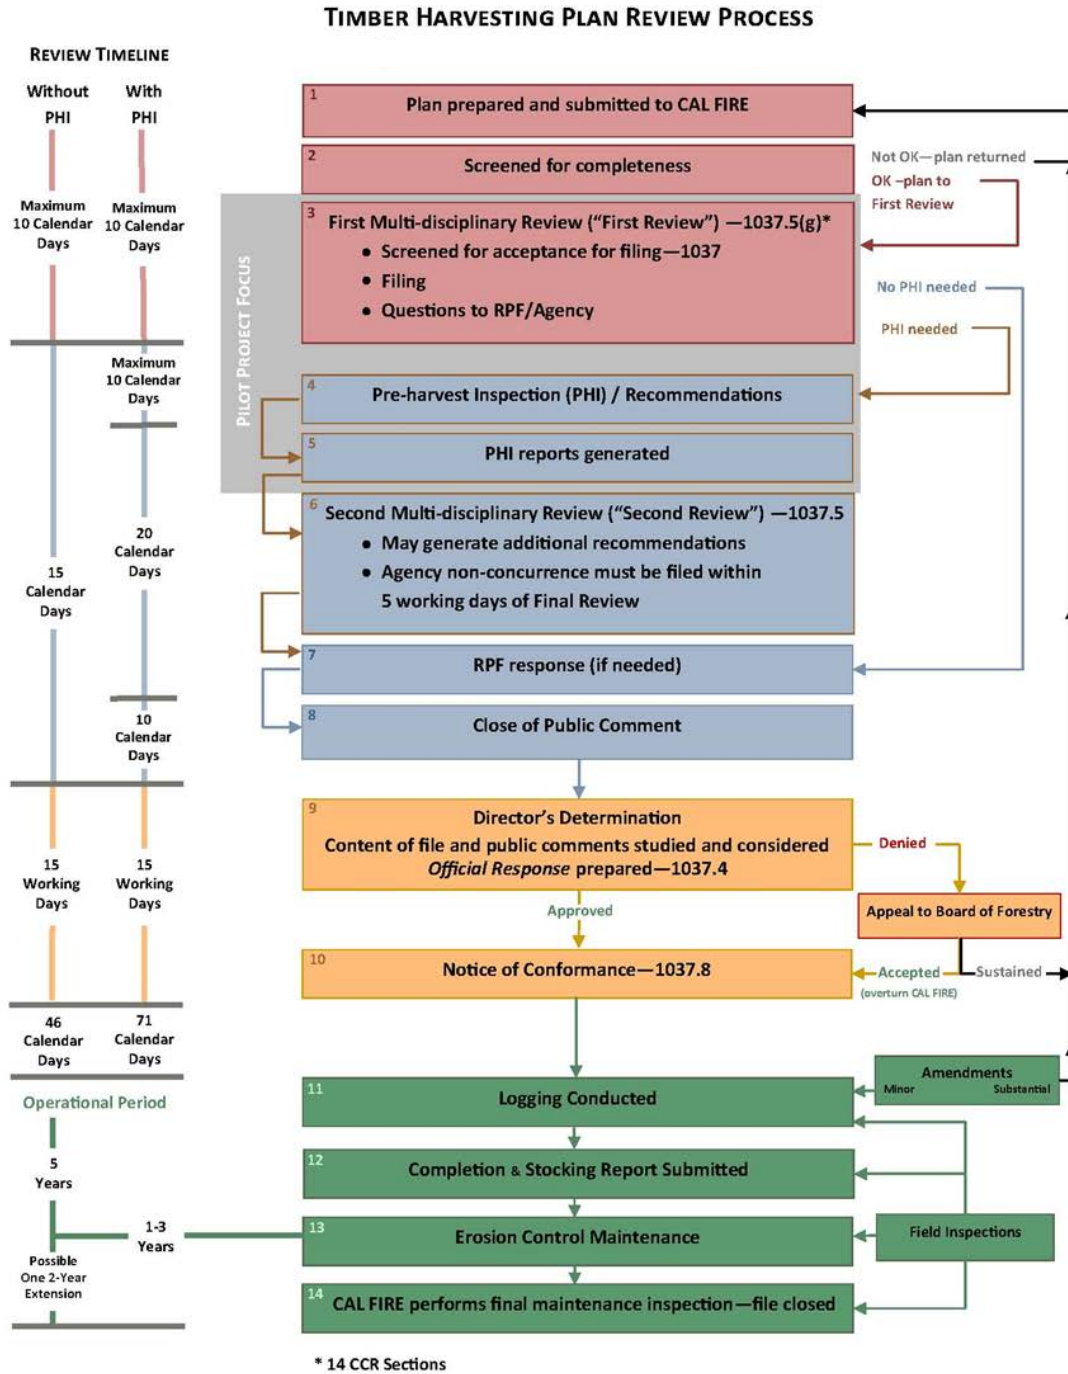 TIMBER HARVESTING PLAN REVIEW PROCESS
REVIEW TIMELINE
Without
PHI
With
PHI
Maximum
10 Calendar
Days
Maximum
10 Calendar
Days
Maximum
10 Calendar
Days
15
Calendar
Days
20
Calendar
Days
10
Calendar
Days
15
Working
Days
15
Working
Days
46
Calendar
Days
71
Calendar
Days
Operational Period
5
Years
1-3
Years
Possible
One 2-Year
Extension
PILOT PROJECT FOCUS
1
Plan prepared and submitted to CAL FIRE
2
Screened for completeness
Not OK—plan returned
OK –plan to
First Review
3
First Multi-disciplinary Review (“First Review”) —1037.5(g)*
• Screened for acceptance for filing—1037
• Filing
• Questions to RPF/Agency
No PHI needed
PHI needed
4
Pre-harvest Inspection (PHI) / Recommendations
5
PHI reports generated
6
Second Multi-disciplinary Review (“Second Review”) —1037.5
• May generate additional recommendations
• Agency non-concurrence must be filed within
5 working days of Final Review
7
RPF response (if needed)
8
Close of Public Comment
9
Director’s Determination
Content of file and public comments studied and considered
Official Response prepared—1037.4
Denied
Approved
Appeal to Board of Forestry
10
Notice of Conformance—1037.8
Accepted
(overturn CAL FIRE)
Sustained
11
Logging Conducted
Amendments
Minor
Substantial
12
Completion & Stocking Report Submitted
13
Erosion Control Maintenance
Field Inspections
14
CAL FIRE performs final maintenance inspection—file closed
* 14 CCR Sections